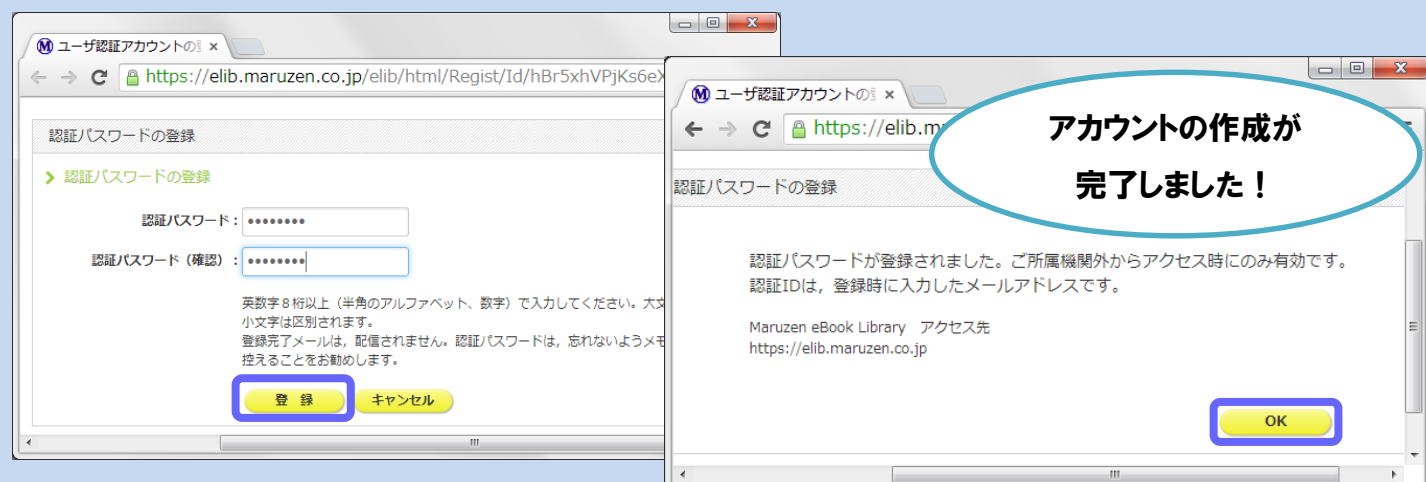 ユーザ認証アカウントの
https://elib.maruzen.co.jp/elib/html/Regist/Id/hBr5xhVPjKs6eX
認証パスワードの登録
認証パスワードの登録
認証パスワード：
認証パスワード（確認）：
英数字８桁以上（半角のアルファベット、数字）で入力してください。大文
小文字は区別されます。
登録完了メールは，配信されません。認証パスワードは，忘れないようメモ
控えることをお勧めします。
登 録
キャンセル
ユーザ認証アカウントの
https://elib.m
アカウントの作成が
完了しました！
認証パスワードの登録
認証パスワードが登録されました。ご所属機関外からアクセス時にのみ有効です。
認証IDは，登録時に入力したメールアドレスです。
Maruzen eBook Library　アクセス先
https://elib.maruzen.co.jp
OK